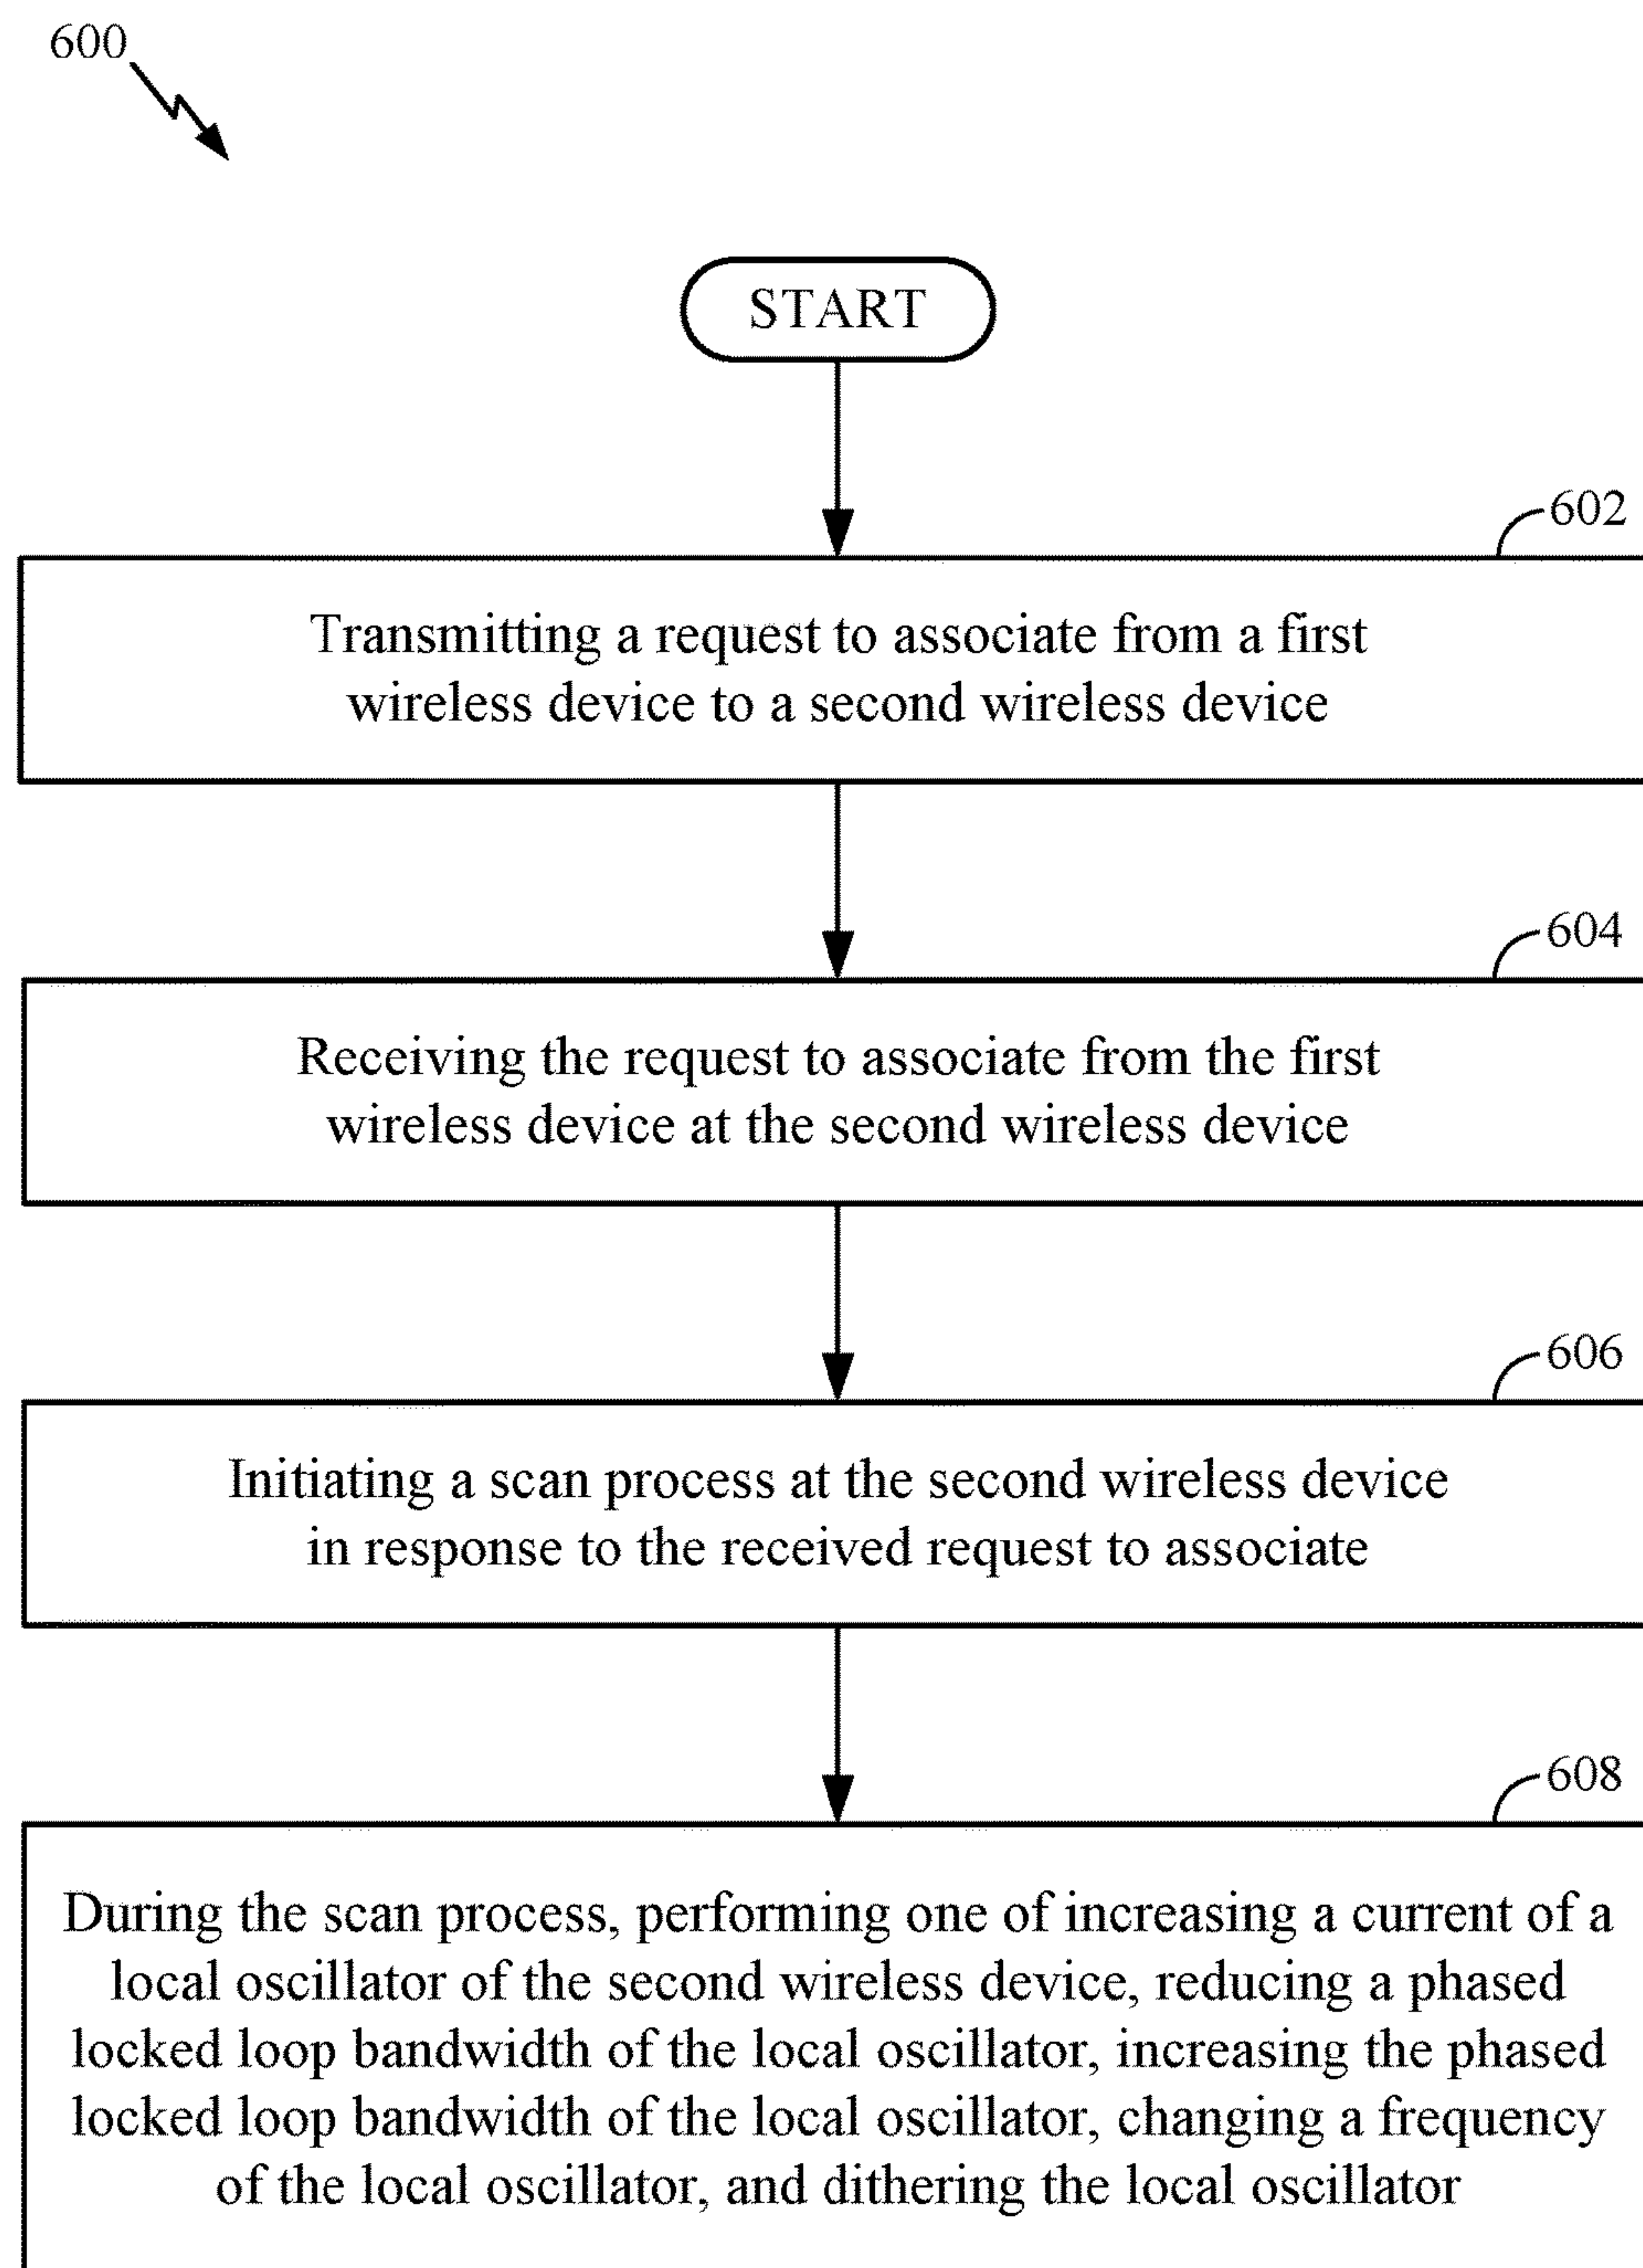 600
START
602
Transmitting a request to associate from a first
wireless device to a second wireless device
604
Receiving the request to associate from the first
wireless device at the second wireless device
606
Initiating a scan process at the second wireless device
in response to the received request to associate
608
During the scan process, performing one of increasing a current of a
local oscillator of the second wireless device, reducing a phased
locked loop bandwidth of the local oscillator, increasing the phased
locked loop bandwidth of the local oscillator, changing a frequency
of the local oscillator, and dithering the local oscillator